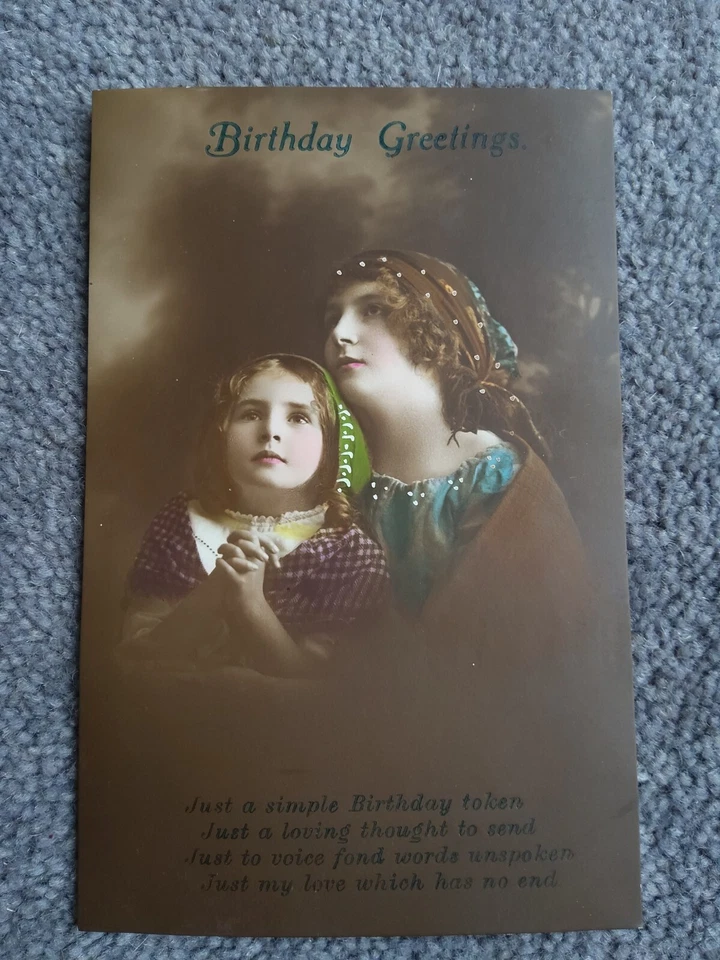 Birthday Greetings.
Just a simple Birthday token
Just a loving thought to send
Just to voice fond words unspoken
Just my love which has no end